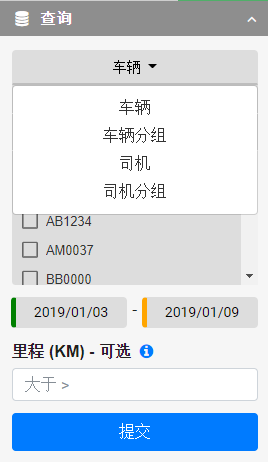 查询
车辆
车辆
车辆分组
司机
司机分组
AB1234
AM0037
BB0000
2019/01/03 - 2019/01/09
里程 (KM) - 可选
大于 >
提交